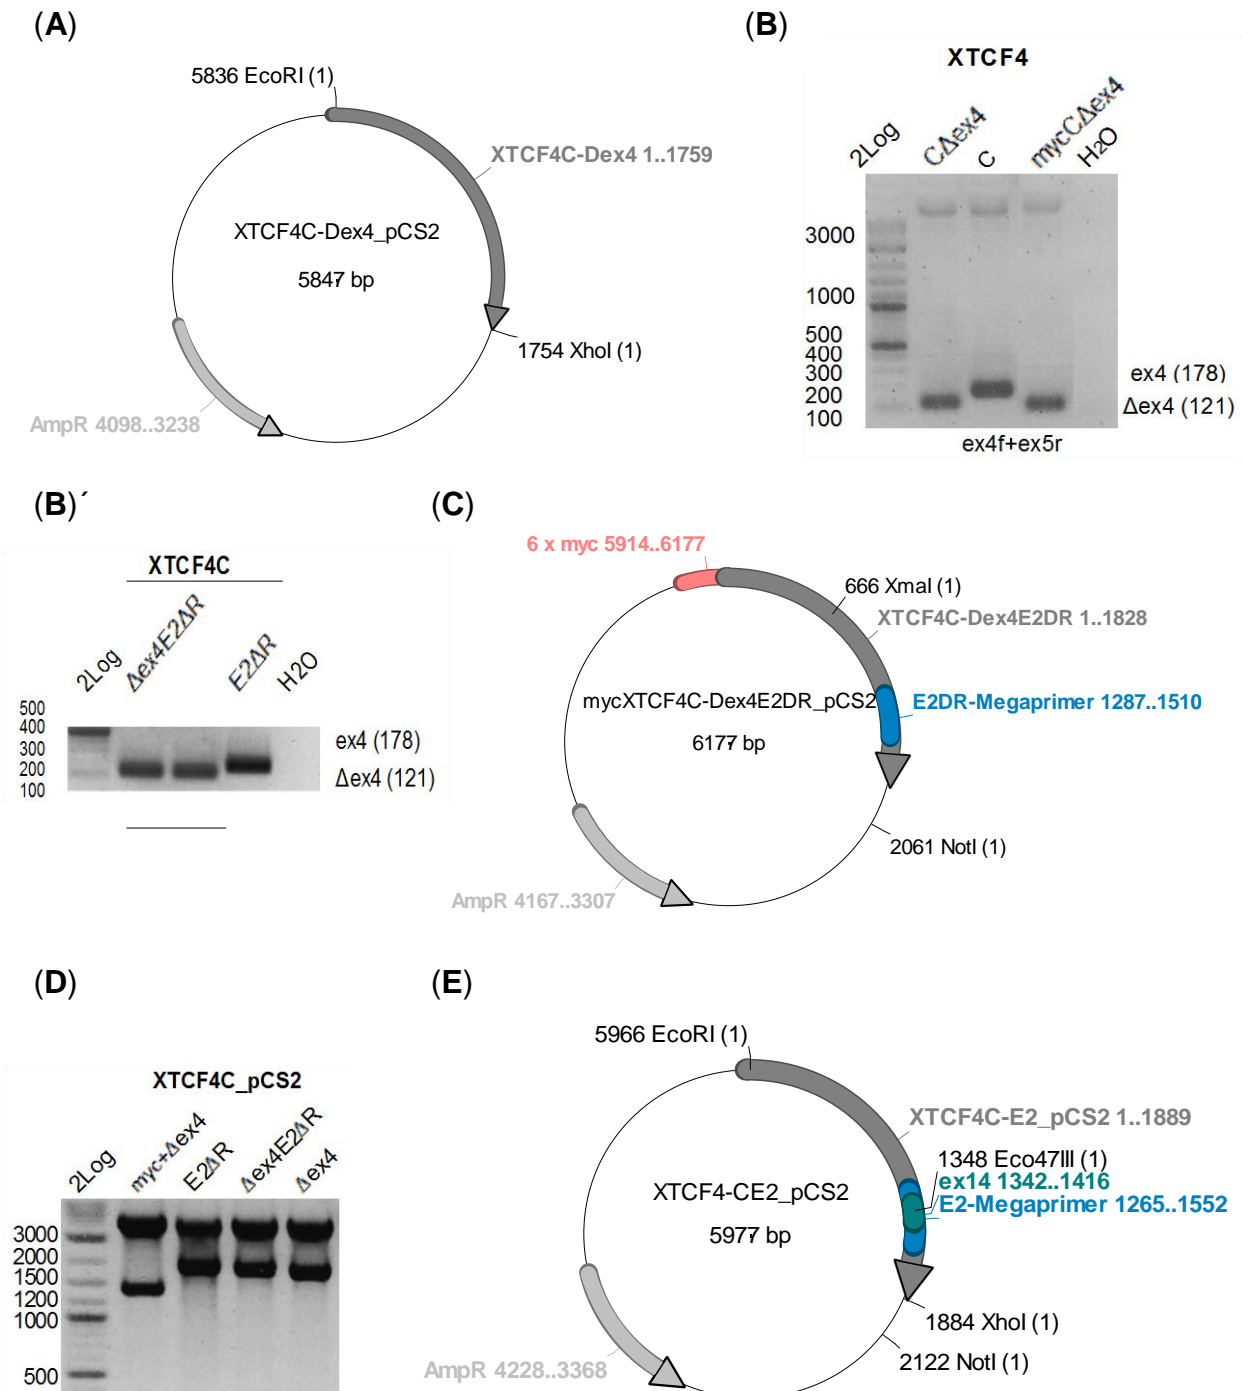 (A)
5836 EcoRI (1)
XTCF4C-Dex4 1..1759
XTCF4C-Dex4_pCS2
5847 bp
1754 XhoI (1)
AmpR 4098..3238
(B)
XTCF4
2Log
CΔex4
C
mycCΔex4
H2O
3000
1000
500
400
300
200
100
ex4 (178)
Δex4 (121)
ex4f+ex5r
(B)´
XTCF4C
2Log
Δex4E2ΔR
E2ΔR
H2O
500
400
300
200
100
ex4 (178)
Δex4 (121)
(C)
6 x myc 5914..6177
666 XmaI (1)
XTCF4C-Dex4E2DR 1..1828
mycXTCF4C-Dex4E2DR_pCS2
E2DR-Megaprimer 1287..1510
6177 bp
2061 NotI (1)
AmpR 4167..3307
(D)
XTCF4C_pCS2
2Log
myc+Δex4
E2ΔR
Δex4E2ΔR
Δex4
3000
2000
1500
1200
1000
500
(E)
5966 EcoRI (1)
XTCF4C-E2_pCS2 1..1889
1348 Eco47III (1)
ex14 1342..1416
E2-Megaprimer 1265..1552
XTCF4-CE2_pCS2
5977 bp
1884 XhoI (1)
2122 NotI (1)
AmpR 4228..3368